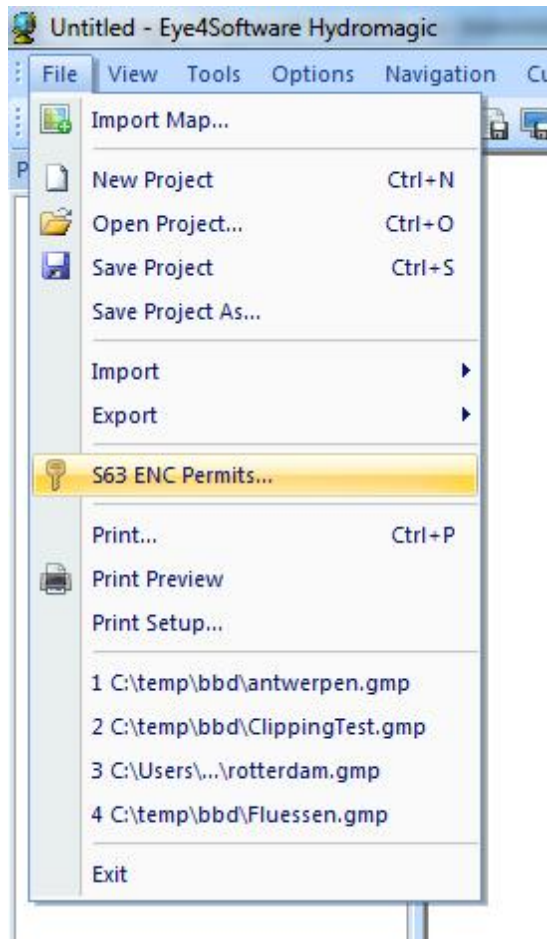 Untitled - Eye4Software Hydromagic
File View Tools Options Navigation
Import Map...
New Project Ctrl+N
Open Project... Ctrl+O
Save Project Ctrl+S
Save Project As...
Import
Export
S63 ENC Permits...
Print... Ctrl+P
Print Preview
Print Setup...
1 C:\temp\bbd\antwerpen.gmp
2 C:\temp\bbd\ClippingTest.gmp
3 C:\Users\...\rotterdam.gmp
4 C:\temp\bbd\Fluessen.gmp
Exit